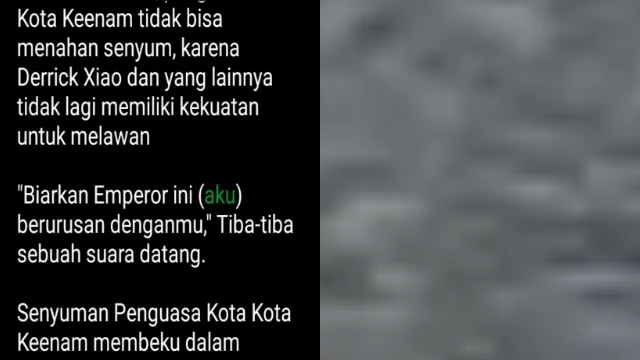 Kota Keenam tidak bisa
menahan senyum, karena
Derrick Xiao dan yang lainnya
tidak lagi memiliki kekuatan
untuk melawan
"Biarkan Emperor ini (aku)
berurusan denganmu," Tiba-tiba
sebuah suara datang.
Senyuman Penguasa Kota Kota
Keenam membeku dalam